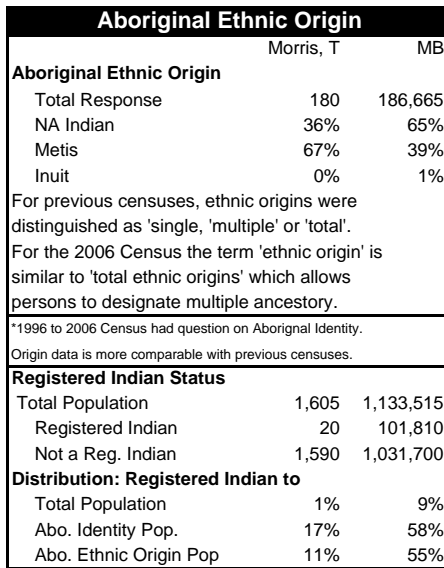 Aboriginal Ethnic Origin
Morris, T MB
Aboriginal Ethnic Origin
Total Response 180 186,665
NA Indian 36% 65%
Metis 67% 39%
Inuit 0% 1%
For previous censuses, ethnic origins were
distinguished as 'single, 'multiple' or 'total'.
For the 2006 Census the term 'ethnic origin' is
similar to 'total ethnic origins' which allows
persons to designate multiple ancestory.
*1996 to 2006 Census had question on Aborignal Identity.
Origin data is more comparable with previous censuses.
Registered Indian Status
Total Population 1,605 1,133,515
Registered Indian 20 101,810
Not a Reg. Indian 1,590 1,031,700
Distribution: Registered Indian to
Total Population 1% 9%
Abo. Identity Pop. 17% 58%
Abo. Ethnic Origin Pop 11% 55%